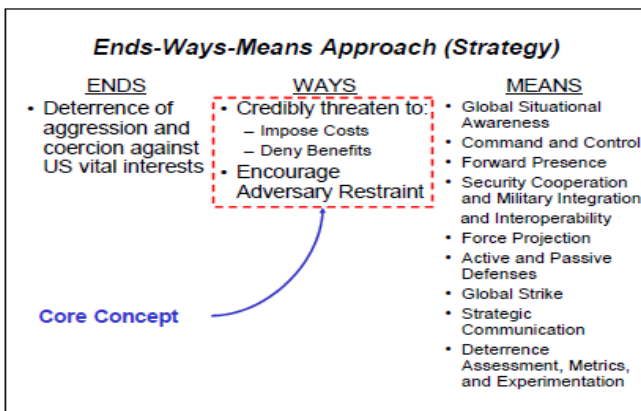 Ends-Ways-Means Approach (Strategy)
ENDS
• Deterrence of
aggression and
coercion against
US vital interests
WAYS
• Credibly threaten to:
– Impose Costs
– Deny Benefits
• Encourage
Adversary Restraint
MEANS
• Global Situational
Awareness
• Command and Control
• Forward Presence
• Security Cooperation
and Military Integration
and Interoperability
• Force Projection
• Active and Passive
Defenses
• Global Strike
• Strategic
Communication
• Deterrence
Assessment, Metrics,
and Experimentation
Core Concept